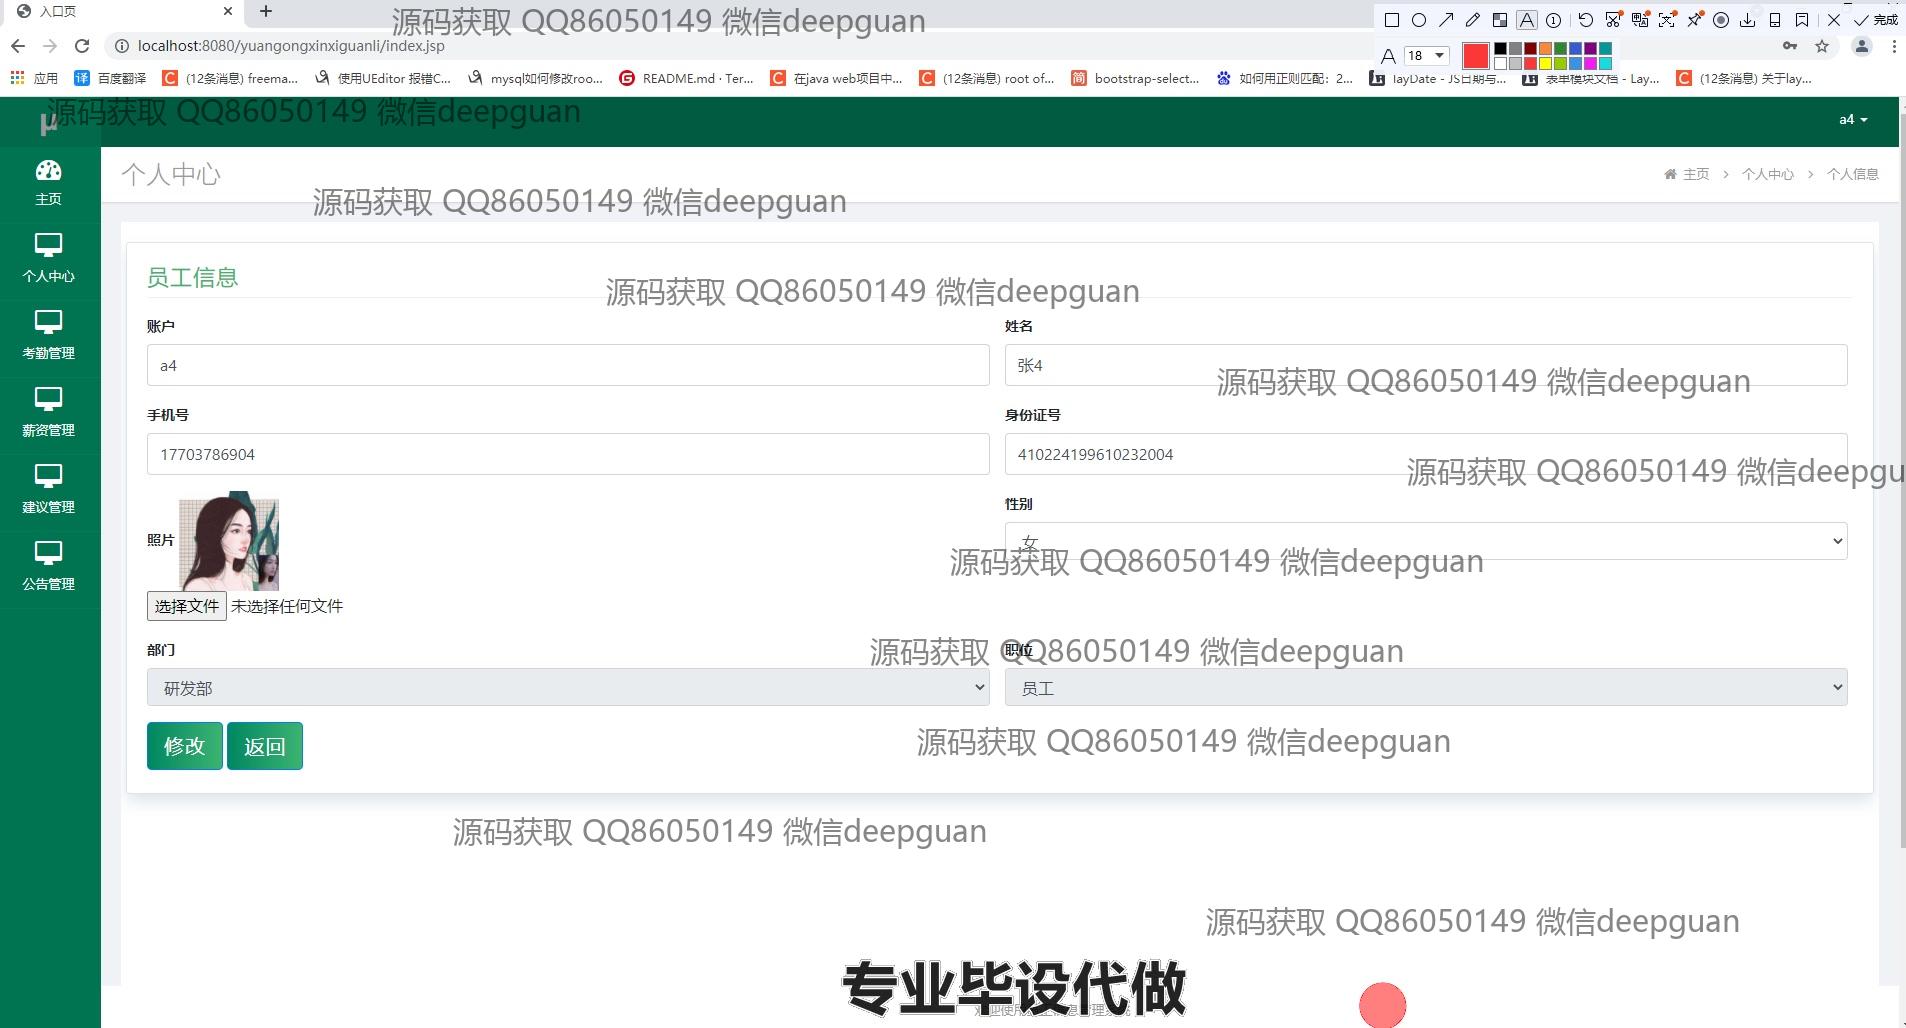 入口页
源码获取 QQ86050149 微信deepguan
完成
localhost:8080/yuangongxinxiguanli/index.jsp
A 18
应用
百度翻译
(12条消息) freema...
使用UEditor 报错C...
mysql如何修改roo...
README.md · Ter...
在java web项目中...
(12条消息) root of...
bootstrap-select...
如何用正则匹配：2...
layDate - JS日期与...
表单模块文档 - Lay...
(12条消息) 关于lay...
源码获取 QQ86050149 微信deepguan
μ
a4
主页
个人中心
考勤管理
薪资管理
建议管理
公告管理
个人中心
主页 > 个人中心 > 个人信息
源码获取 QQ86050149 微信deepguan
员工信息
源码获取 QQ86050149 微信deepguan
账户
姓名
a4
张4
源码获取 QQ86050149 微信deepguan
手机号
身份证号
17703786904
410224199610232004
源码获取 QQ86050149 微信deepgu
照片
性别
女
源码获取 QQ86050149 微信deepguan
选择文件 未选择任何文件
部门
职位
源码获取 QQ86050149 微信deepguan
研发部
员工
修改 返回
源码获取 QQ86050149 微信deepguan
源码获取 QQ86050149 微信deepguan
源码获取 QQ86050149 微信deepguan
专业毕设代做